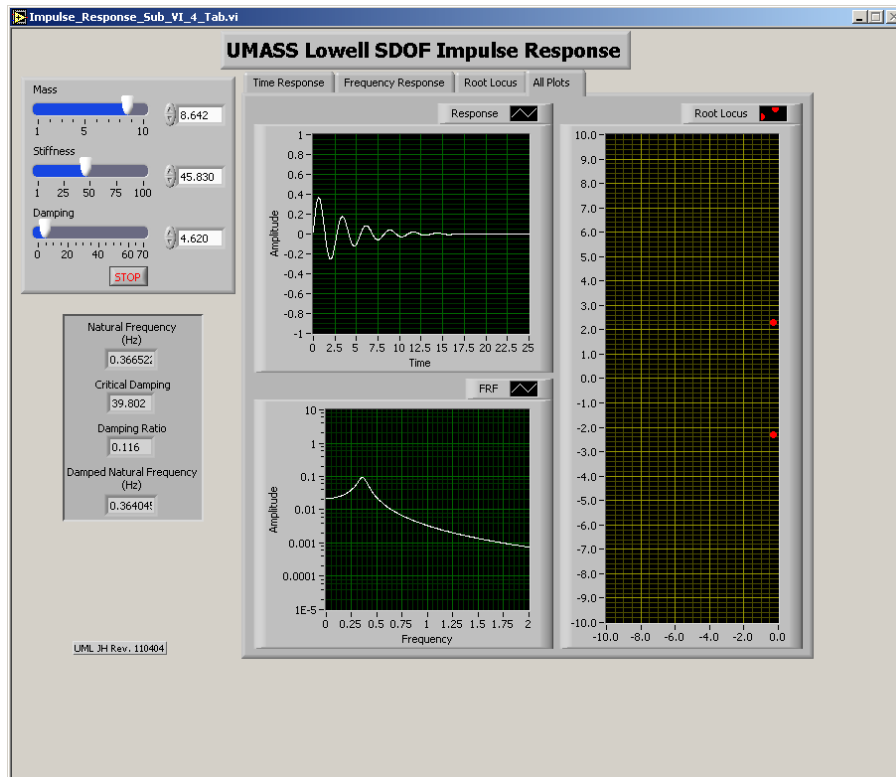 Impulse_Response_Sub_VI_4_Tab.vi
UMASS Lowell SDOF Impulse Response
Mass
8.642
1 5 10
Stiffness
45.830
1 25 50 75 100
Damping
4.620
0 20 40 60 70
STOP
Natural Frequency
(Hz)
0.366522
Critical Damping
39.802
Damping Ratio
0.116
Damped Natural Frequency
(Hz)
0.364045
UML JH Rev. 110404
Time Response Frequency Response Root Locus All Plots
Response
1
0.8
0.6
0.4
0.2
0
-0.2
-0.4
-0.6
-0.8
-1
Amplitude
0 2.5 5 7.5 10 12.5 15 17.5 20 22.5 25
Time
FRF
10
1
0.1
0.01
0.001
0.0001
1E-5
Amplitude
0 0.25 0.5 0.75 1 1.25 1.5 1.75 2
Frequency
Root Locus
10.0
9.0
8.0
7.0
6.0
5.0
4.0
3.0
2.0
1.0
0.0
-1.0
-2.0
-3.0
-4.0
-5.0
-6.0
-7.0
-8.0
-9.0
-10.0
-10.0 -8.0 -6.0 -4.0 -2.0 0.0